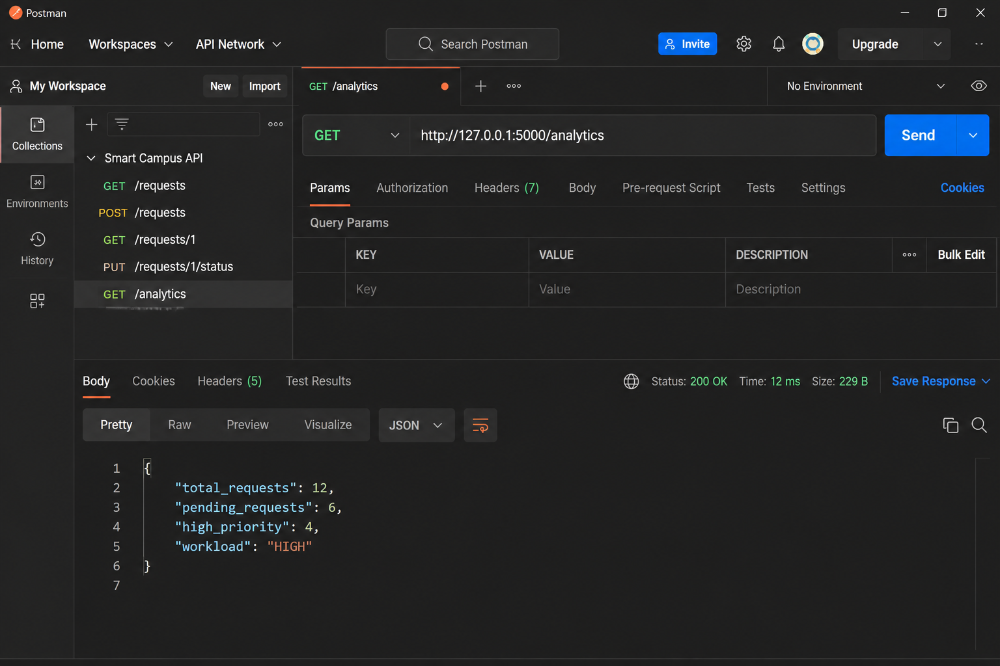 Postman
Home Workspaces API Network Search Postman Invite Upgrade
My Workspace New Import GET /analytics No Environment
Collections
Environments
History
Smart Campus API
GET /requests
POST /requests
GET /requests/1
PUT /requests/1/status
GET /analytics
GET http://127.0.0.1:5000/analytics Send
Params Authorization Headers (7) Body Pre-request Script Tests Settings Cookies
Query Params
KEY VALUE DESCRIPTION Bulk Edit
Key Value Description
Body Cookies Headers (5) Test Results Status: 200 OK Time: 12 ms Size: 229 B Save Response
Pretty Raw Preview Visualize JSON
1 {
2 "total_requests": 12,
3 "pending_requests": 6,
4 "high_priority": 4,
5 "workload": "HIGH"
6 }
7